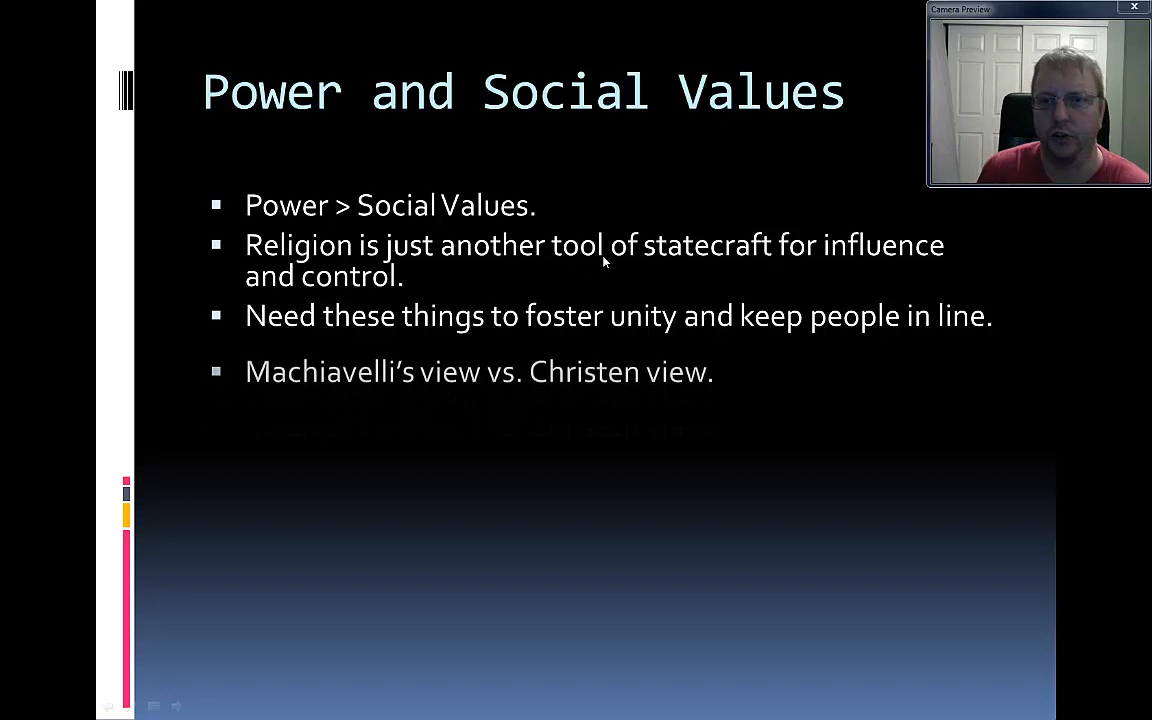 Camera Preview
Power and Social Values
Power > Social Values.
Religion is just another tool of statecraft for influence
and control.
Need these things to foster unity and keep people in line.
Machiavelli's view vs. Christen view.